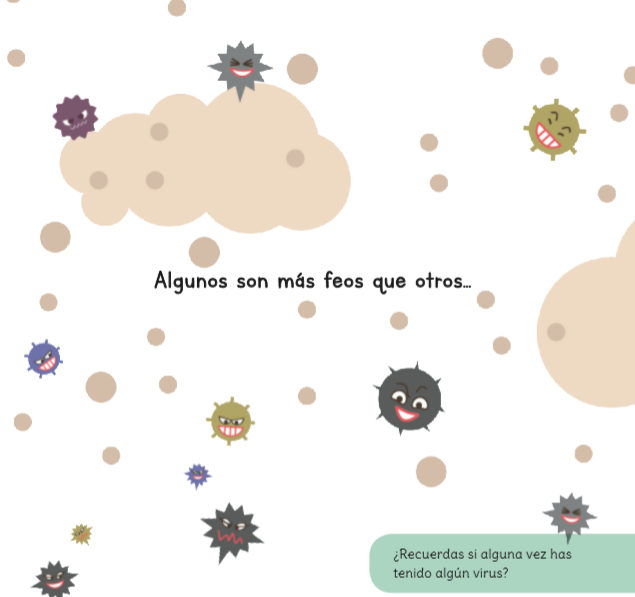 Algunos son más feos que otros...
¿Recuerdas si alguna vez has
tenido algún virus?